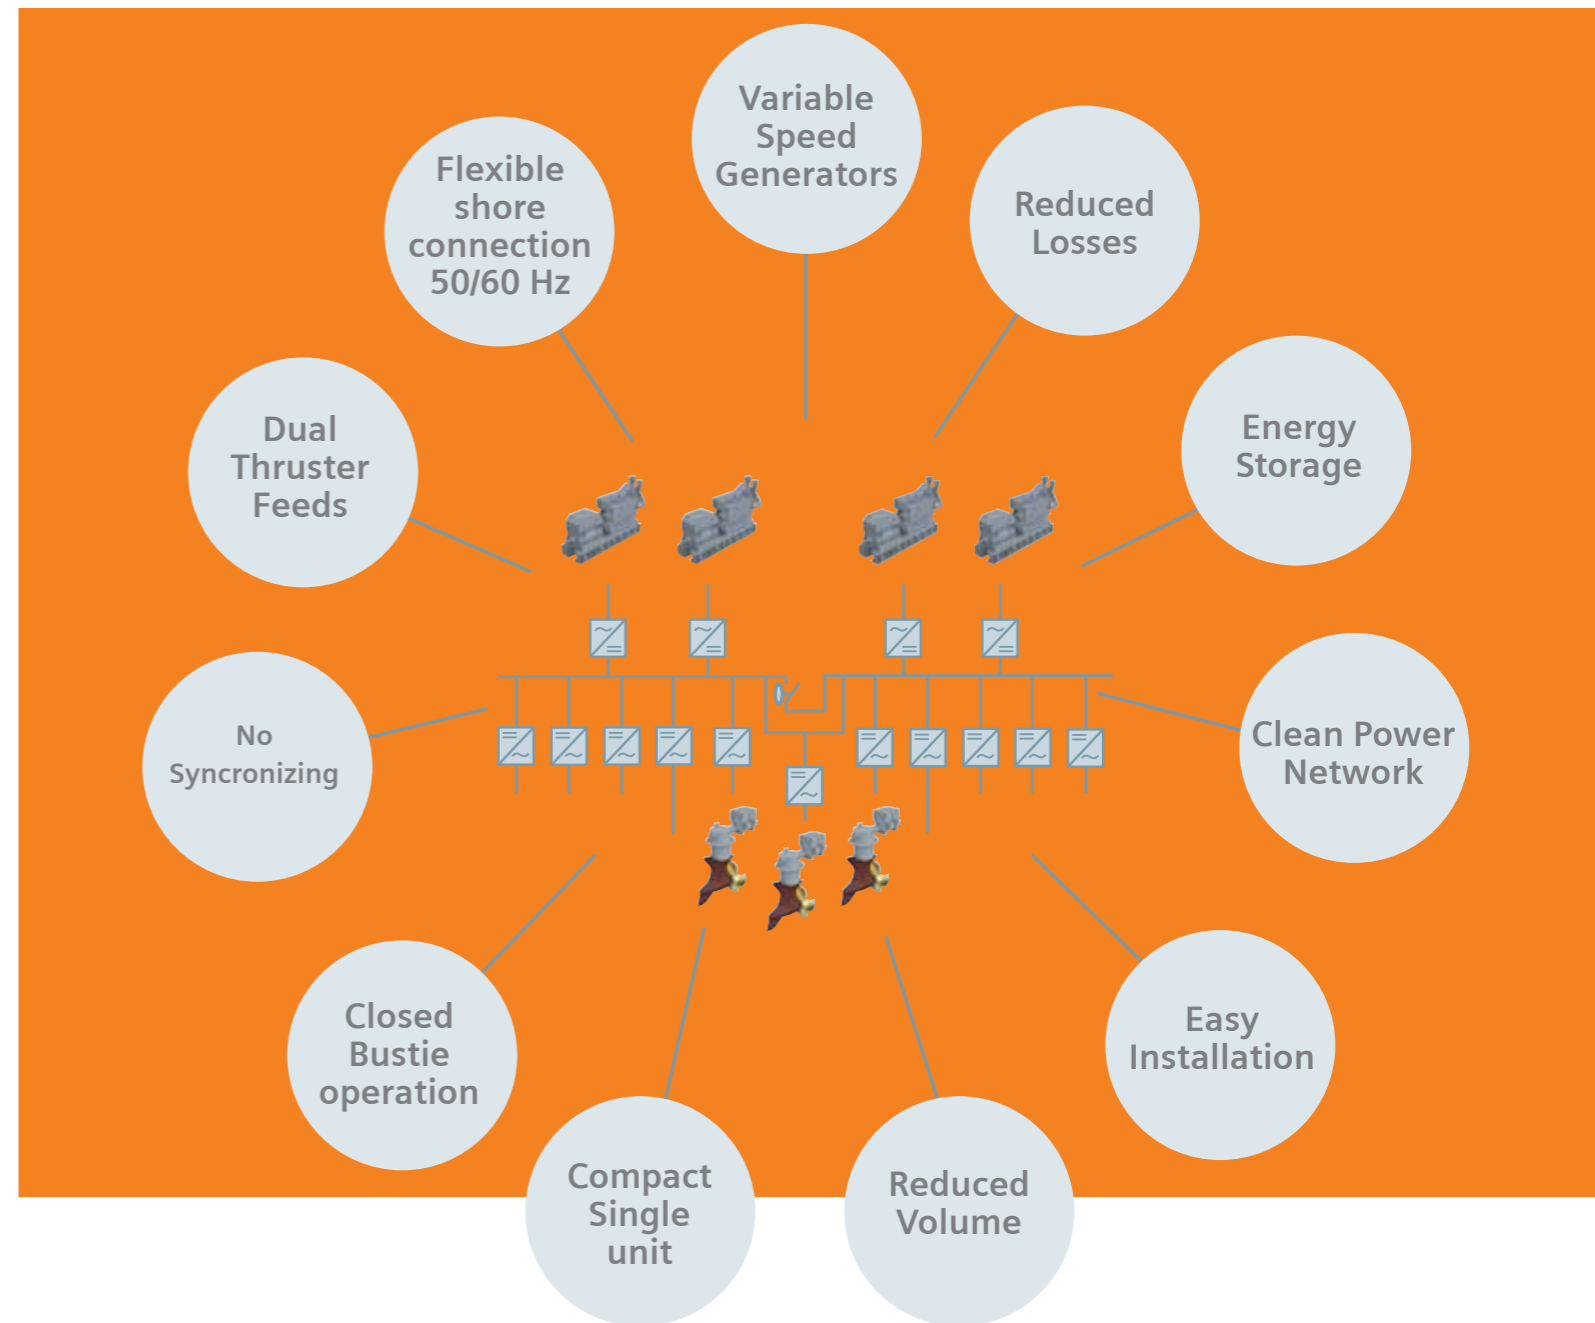 Variable
Speed
Generators
Flexible
shore
connection
50/60 Hz
Reduced
Losses
Dual
Thruster
Feeds
Energy
Storage
No
Syncronizing
Clean Power
Network
Closed
Bustie
operation
Easy
Installation
Compact
Single
unit
Reduced
Volume